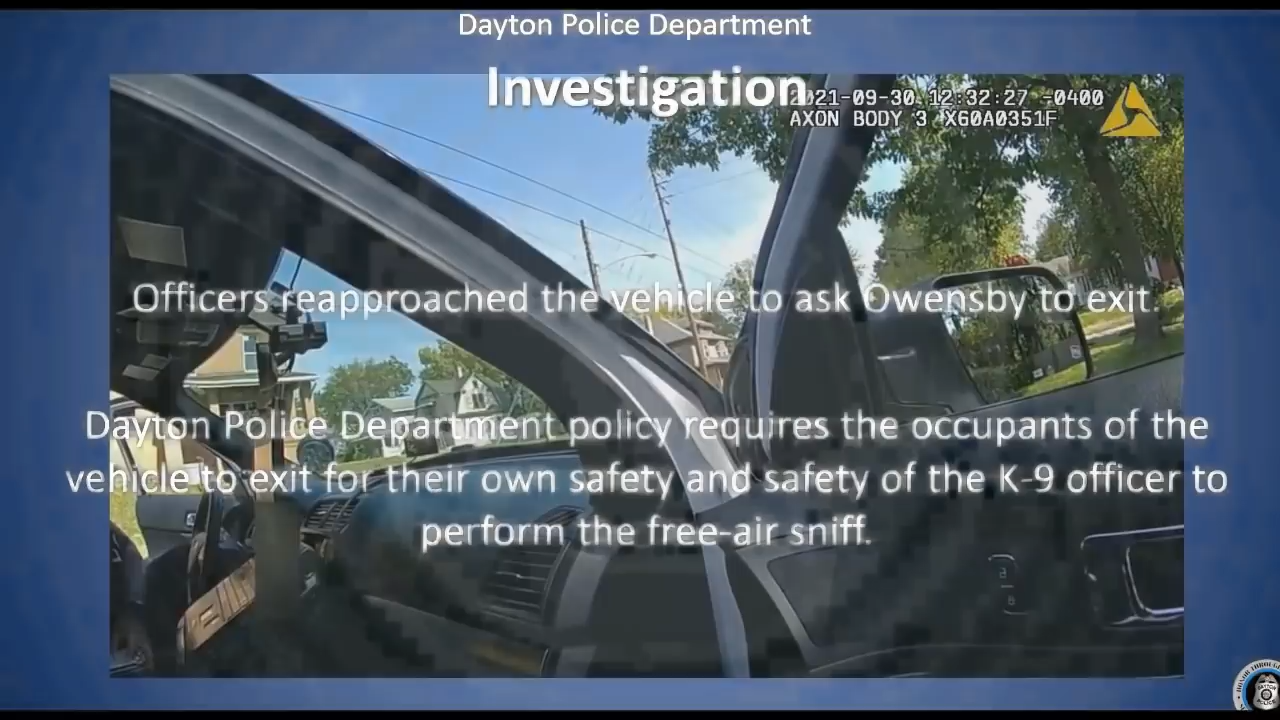 Dayton Police Department
Investigation
2021-09-30 12:32:27 -0400
AXON BODY 3 X60A0351F
Officers reapproached the vehicle to ask Owensby to exit.
Dayton Police Department policy requires the occupants of the
vehicle to exit for their own safety and safety of the K-9 officer to
perform the free-air sniff.